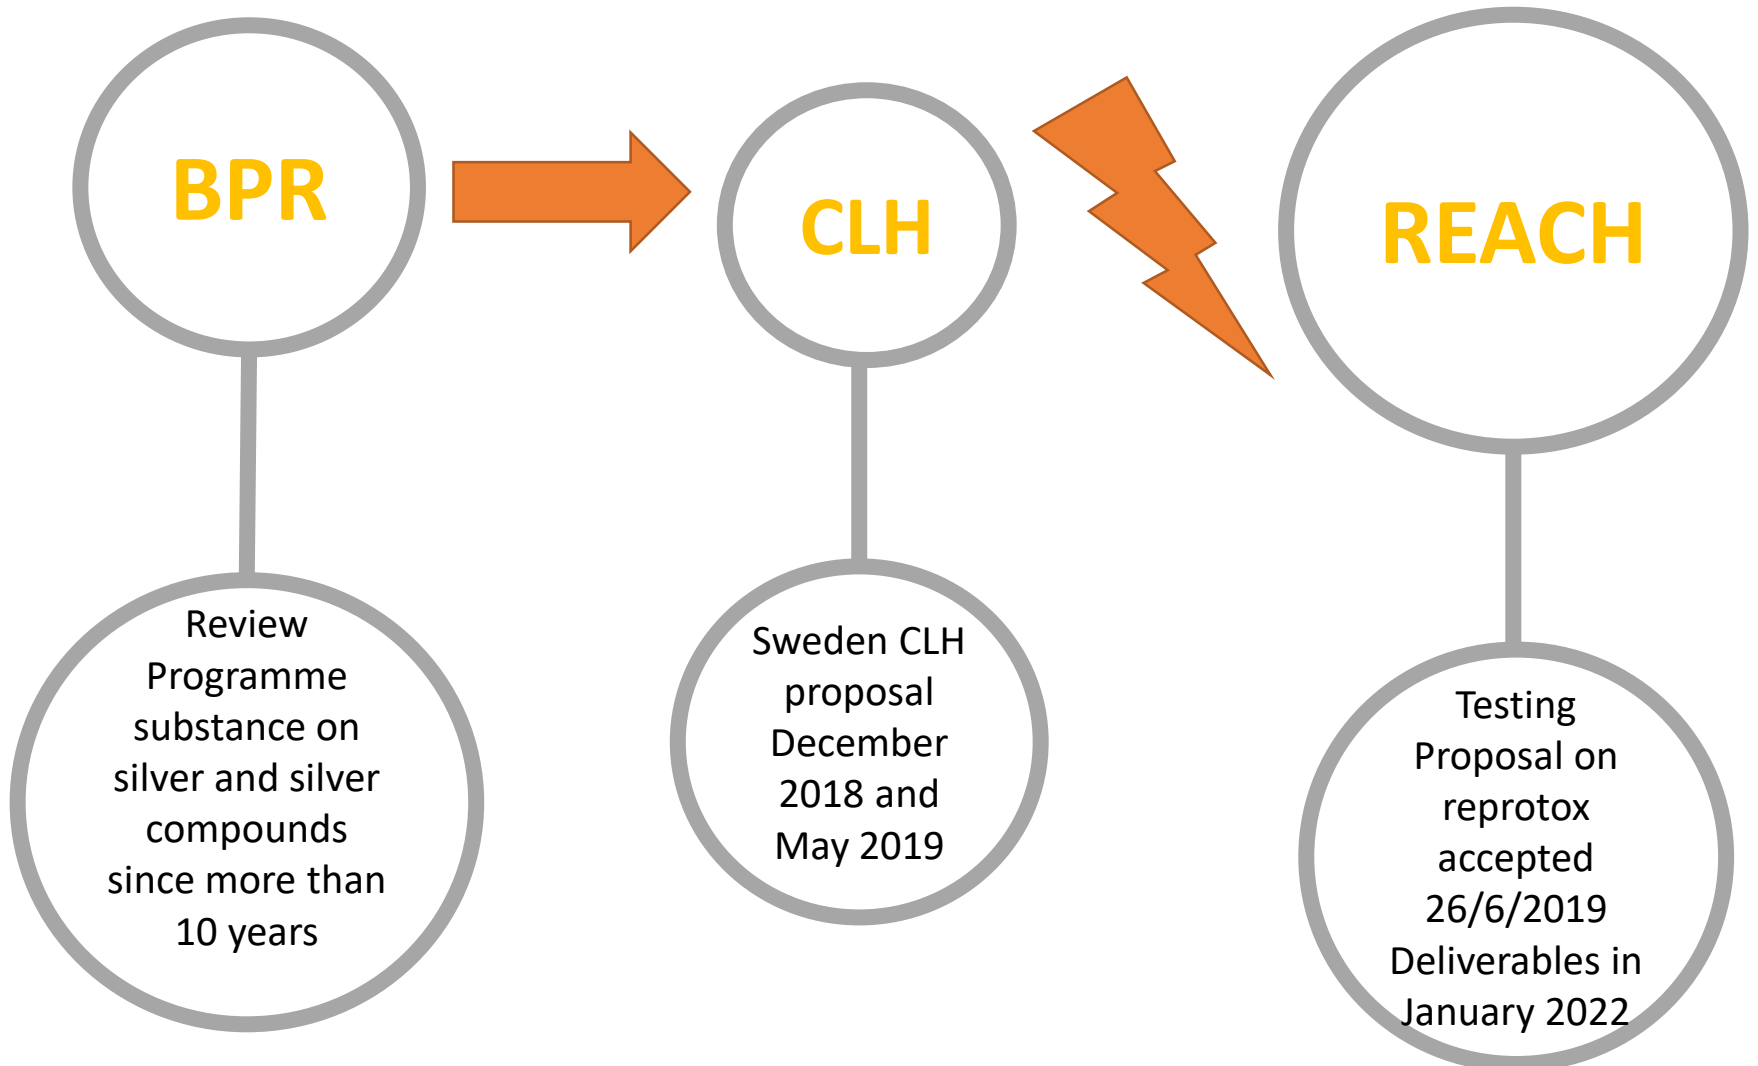 BPR
CLH
REACH
Review
Programme
substance on
silver and silver
compounds
since more than
10 years
Sweden CLH
proposal
December
2018 and
May 2019
Testing
Proposal on
reprotox
accepted
26/6/2019
Deliverables in
January 2022